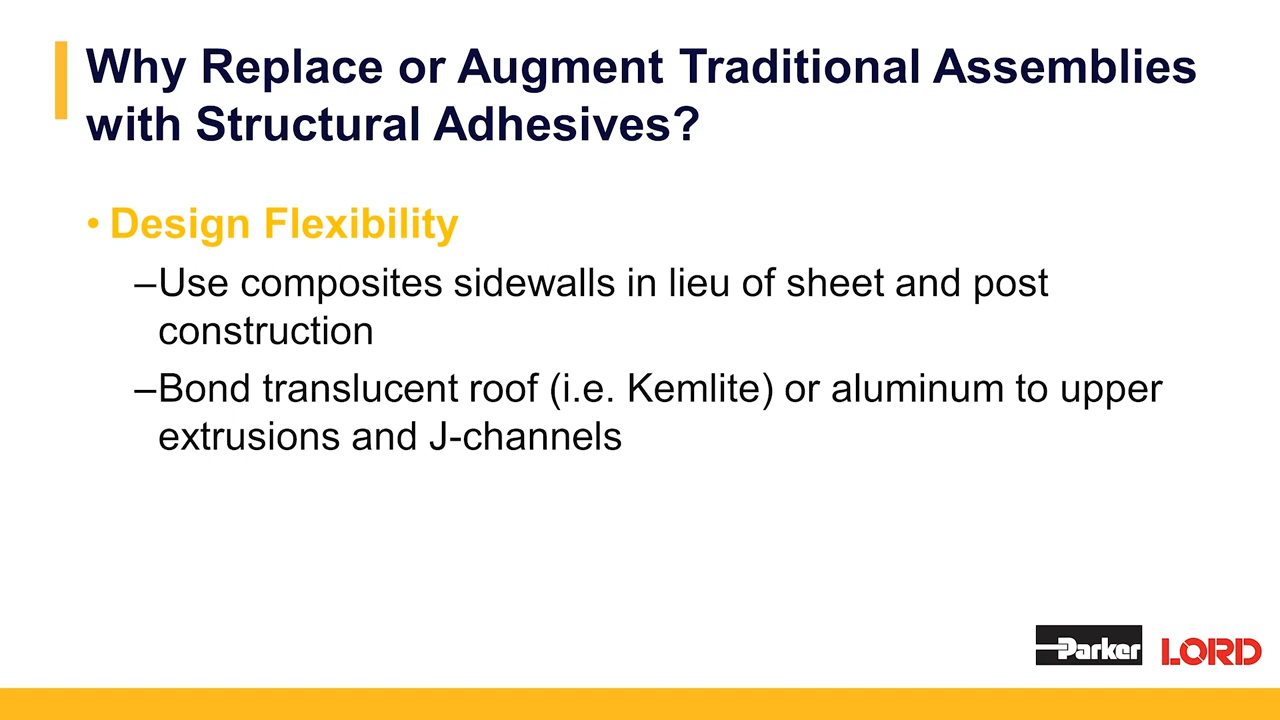 Why Replace or Augment Traditional Assemblies
with Structural Adhesives?
• Design Flexibility
–Use composites sidewalls in lieu of sheet and post
construction
–Bond translucent roof (i.e. Kemlite) or aluminum to upper
extrusions and J-channels
Parker LORD